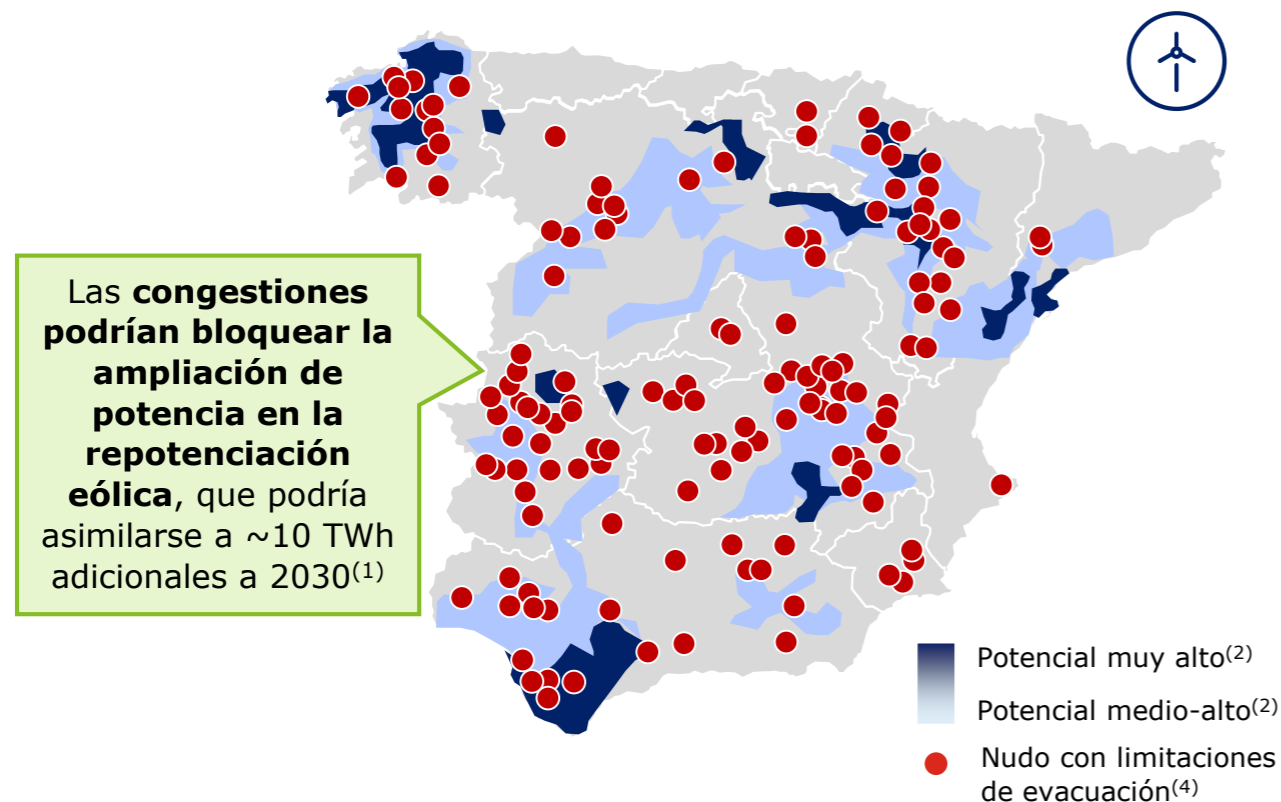 Las congestiones
podrían bloquear la
ampliación de
potencia en la
repotenciación
eólica, que podría
asimilarse a ~10 TWh
adicionales a 2030(1)
Potencial muy alto(2)
Potencial medio-alto(2)
Nudo con limitaciones
de evacuación(4)